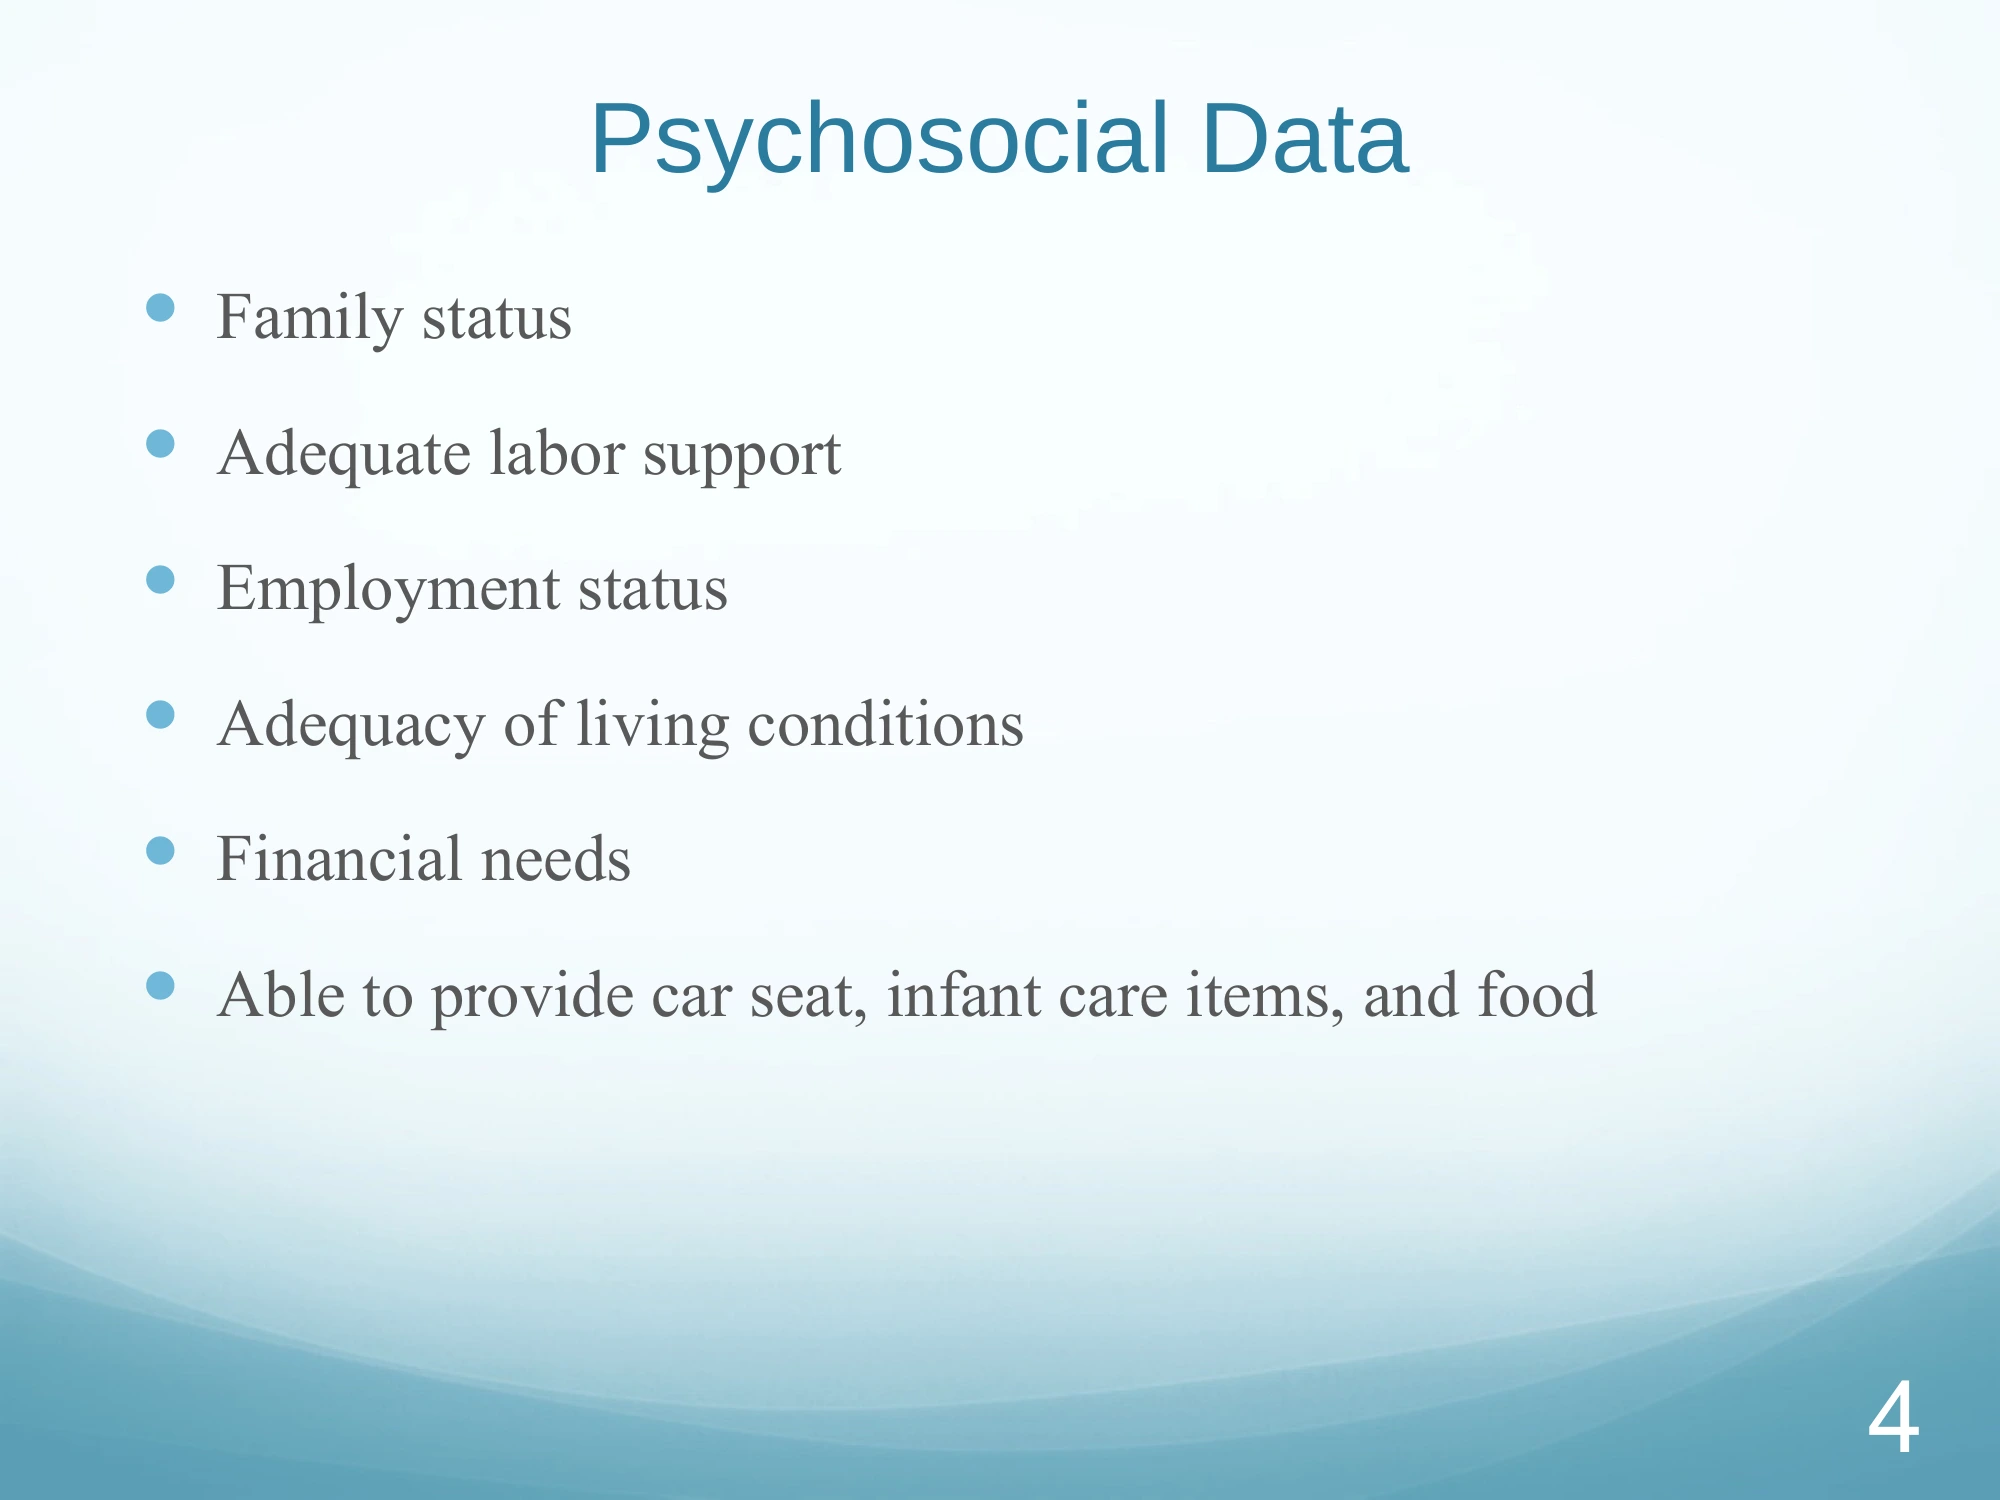 Psychosocial Data
• Family status
• Adequate labor support
• Employment status
• Adequacy of living conditions
• Financial needs
• Able to provide car seat, infant care items, and food
4